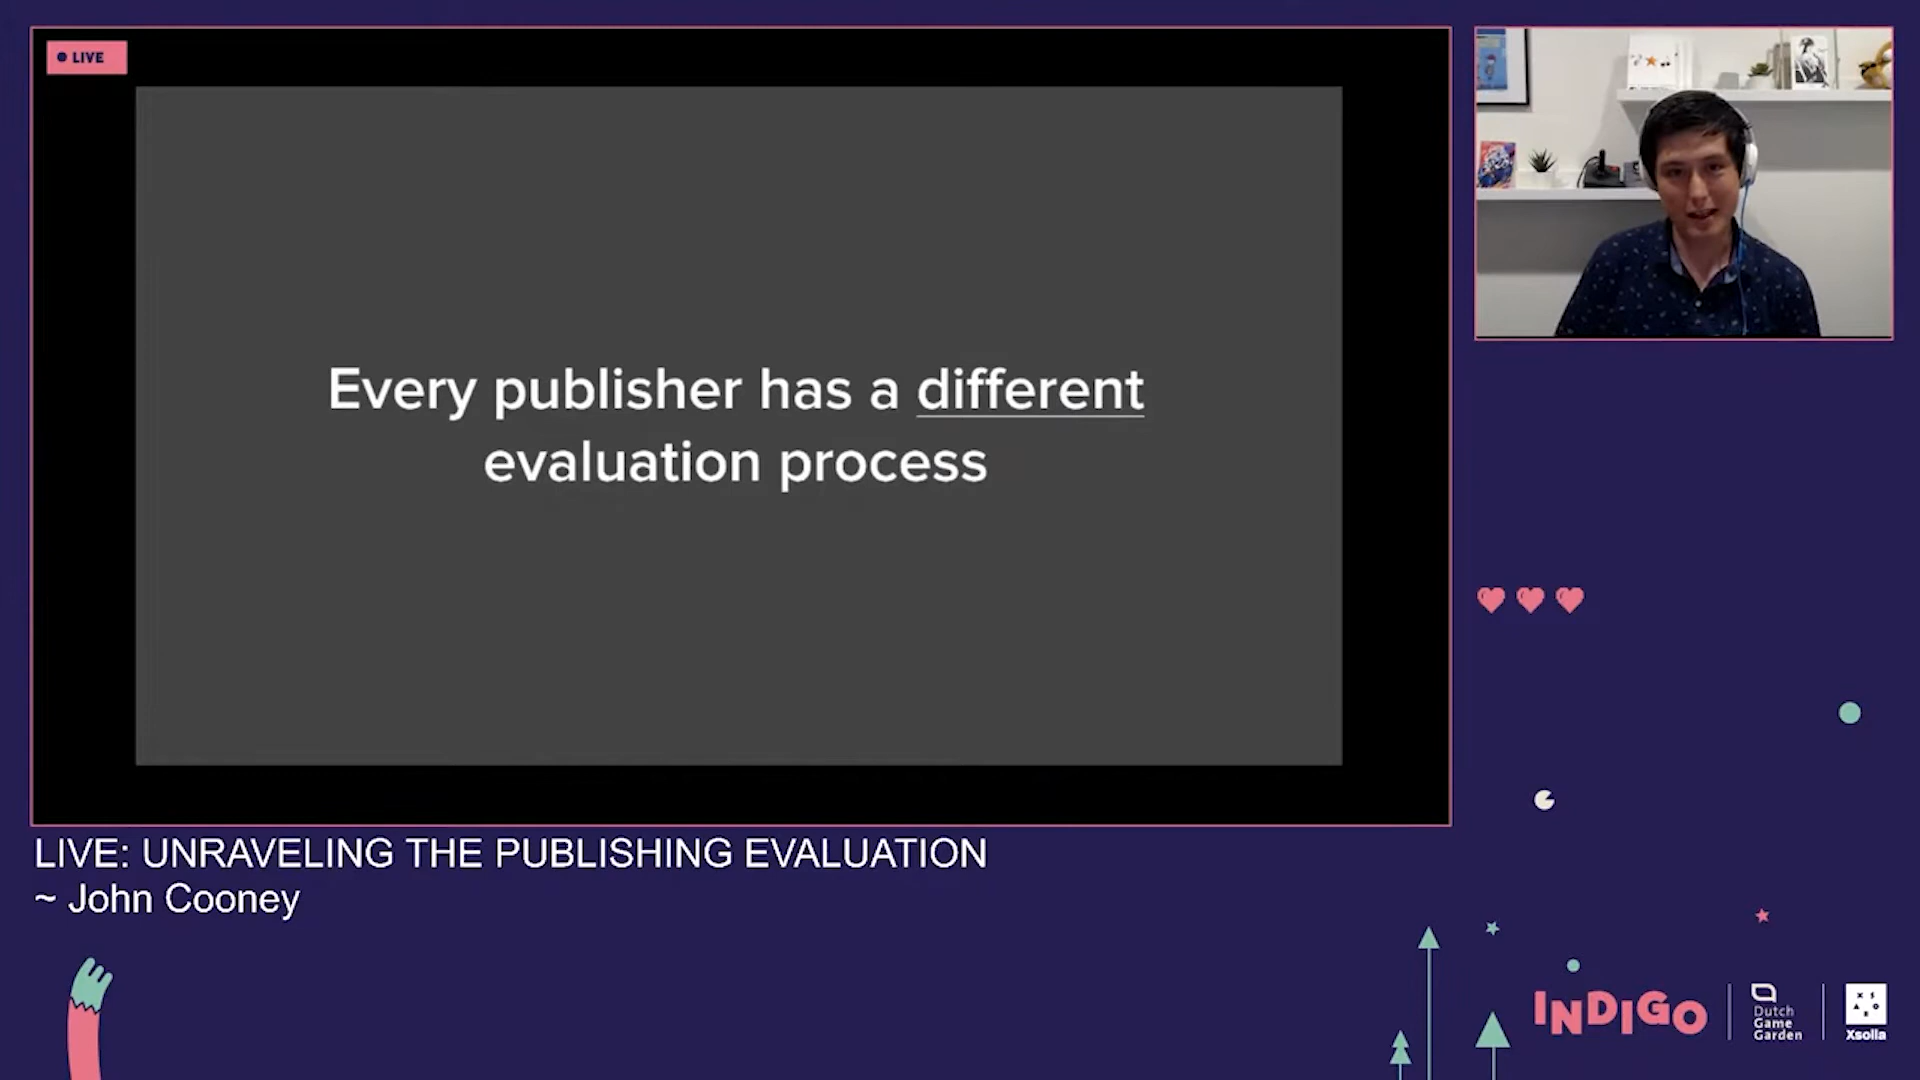 LIVE
Every publisher has a different
evaluation process
LIVE: UNRAVELING THE PUBLISHING EVALUATION
~ John Cooney
INDIGO
Dutch
Game
Garden
XS
Xsolla